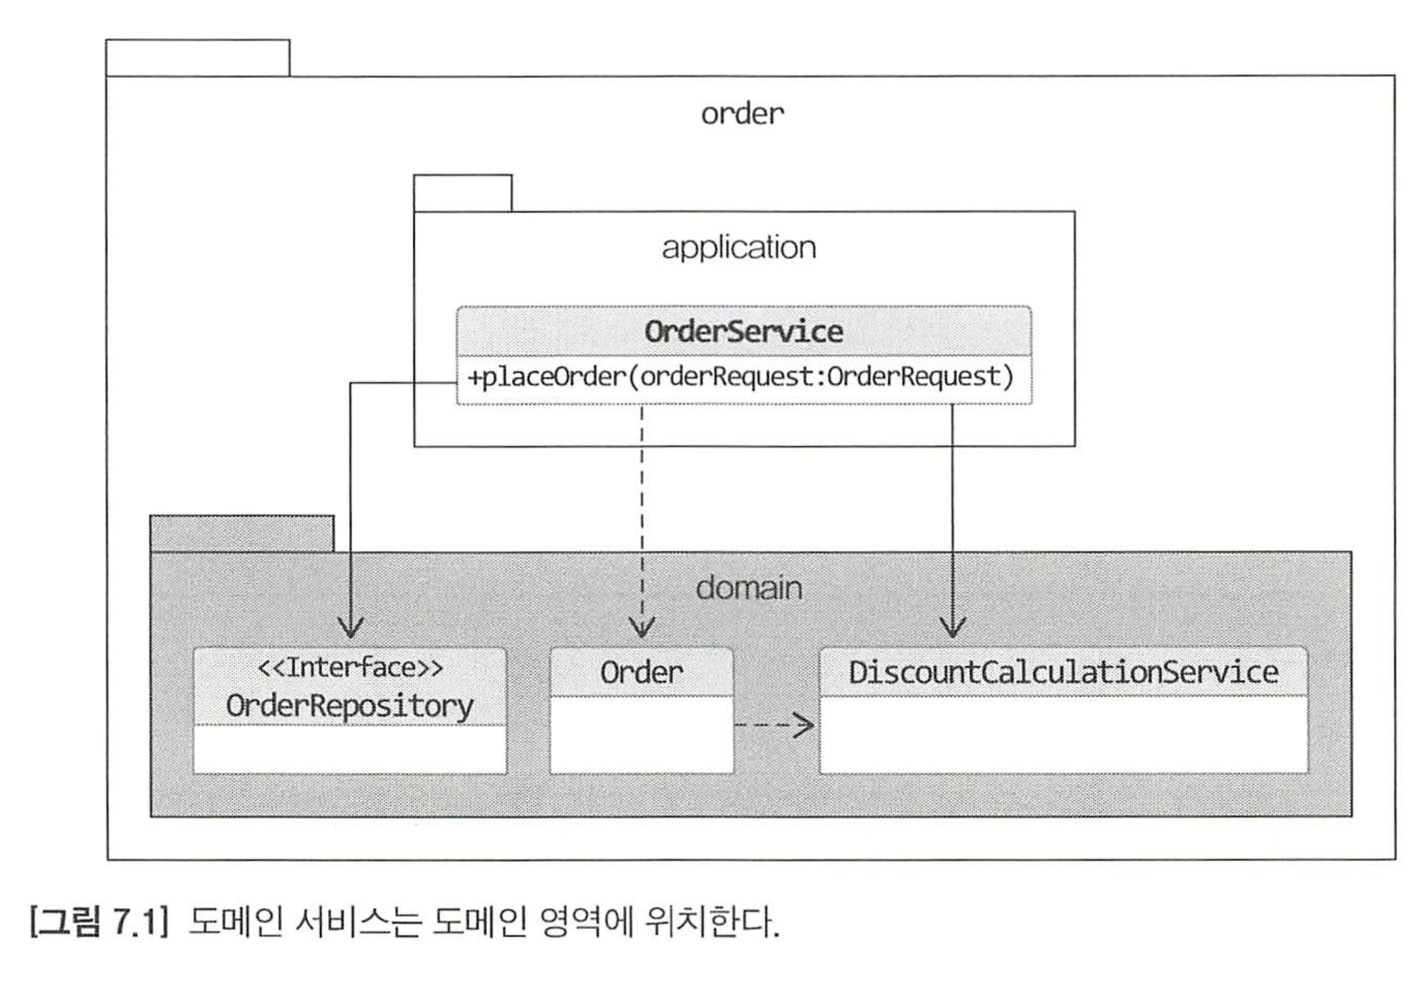 order
application
OrderService
+placeOrder(orderRequest:OrderRequest)
domain
<<Interface>>
OrderRepository
Order
DiscountCalculationService
[그림 7.1] 도메인 서비스는 도메인 영역에 위치한다.